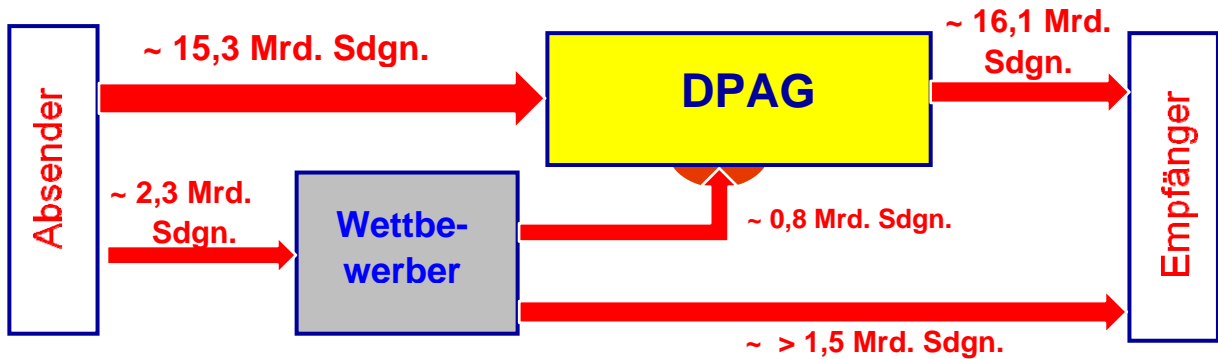 Absender
~ 15,3 Mrd. Sdgn.
DPAG
~ 16,1 Mrd.
Sdgn.
Empfänger
~ 2,3 Mrd.
Sdgn.
Wettbe-
werber
~ 0,8 Mrd. Sdgn.
~ > 1,5 Mrd. Sdgn.